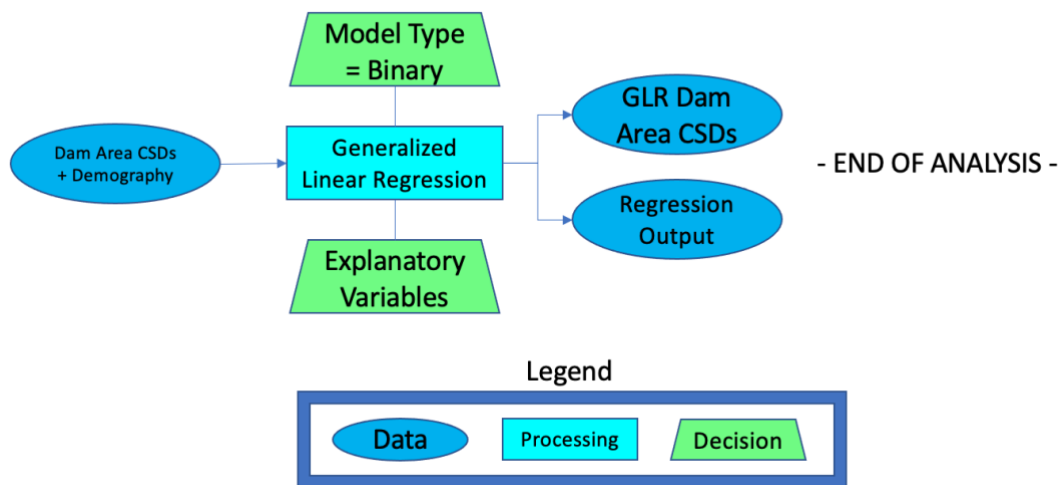 Model Type
= Binary
Dam Area CSDs
+ Demography
Generalized
Linear Regression
GLR Dam
Area CSDs
- END OF ANALYSIS -
Regression
Output
Explanatory
Variables
Legend
Data
Processing
Decision